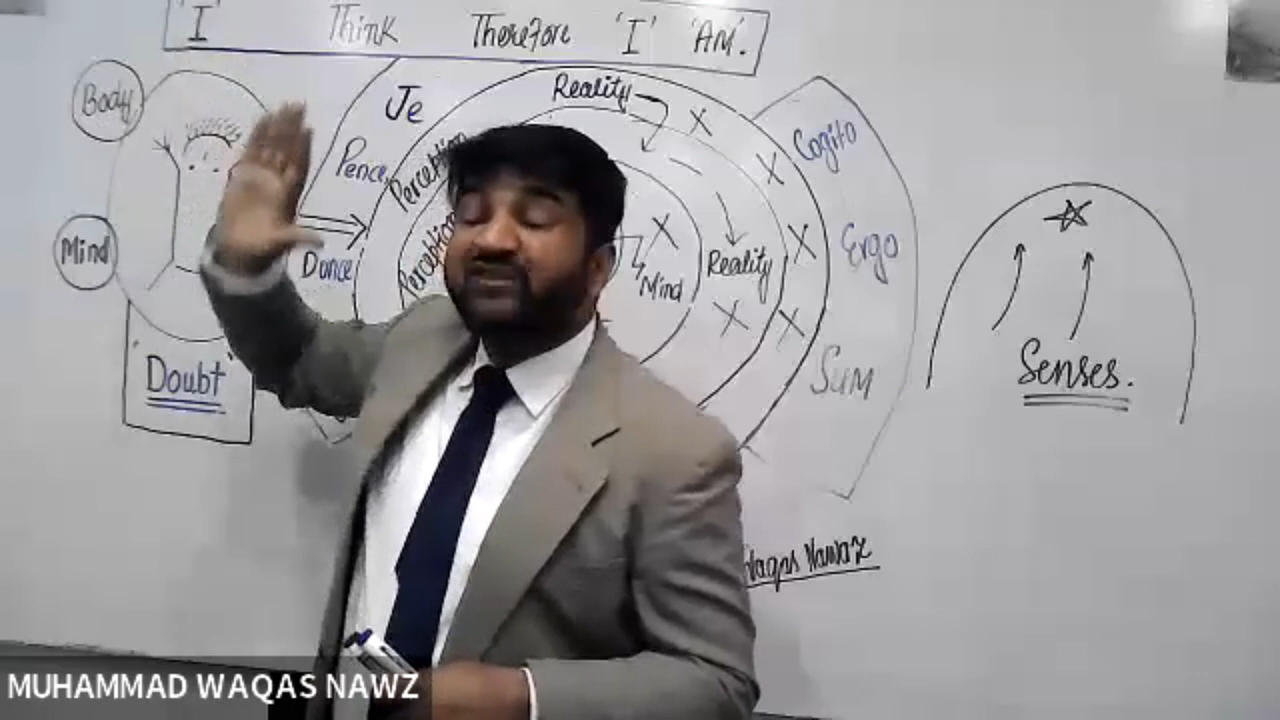 'I' Think Therefore 'I' 'AM'.
Body
Mind
'Doubt'
Je
Pence,
Donce
Perception
Perception
Reality
Mind
Reality
Cogito
Ergo
Sum
Senses.
Waqas Nawaz
MUHAMMAD WAQAS NAWZ